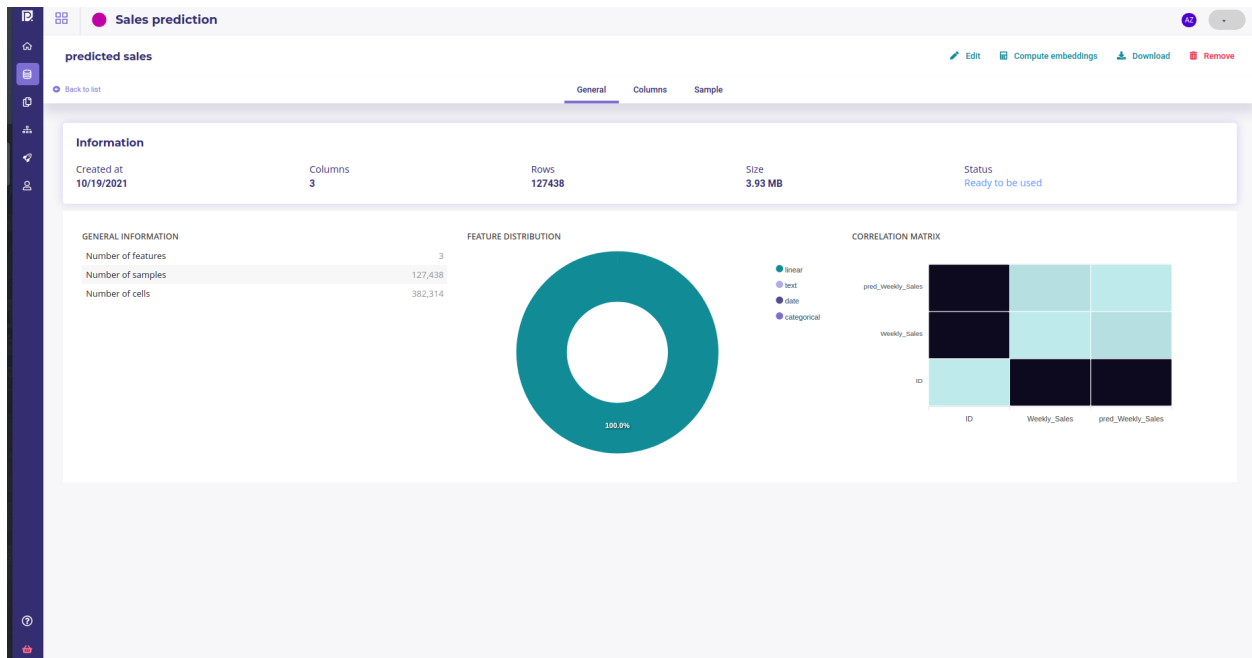 Sales prediction
AZ
predicted sales
Edit
Compute embeddings
Download
Remove
Back to list
General
Columns
Sample
Information
Created at
10/19/2021
Columns
3
Rows
127438
Size
3.93 MB
Status
Ready to be used
GENERAL INFORMATION
Number of features 3
Number of samples 127,438
Number of cells 382,314
FEATURE DISTRIBUTION
100.0%
linear
text
date
categorical
CORRELATION MATRIX
pred_Weekly_Sales
Weekly_Sales
ID
ID Weekly_Sales pred_Weekly_Sales